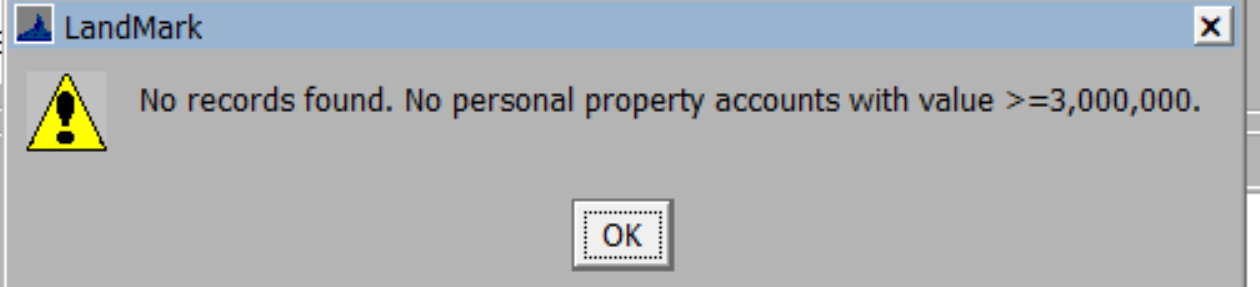 LandMark
No records found. No personal property accounts with value >=3,000,000.
OK